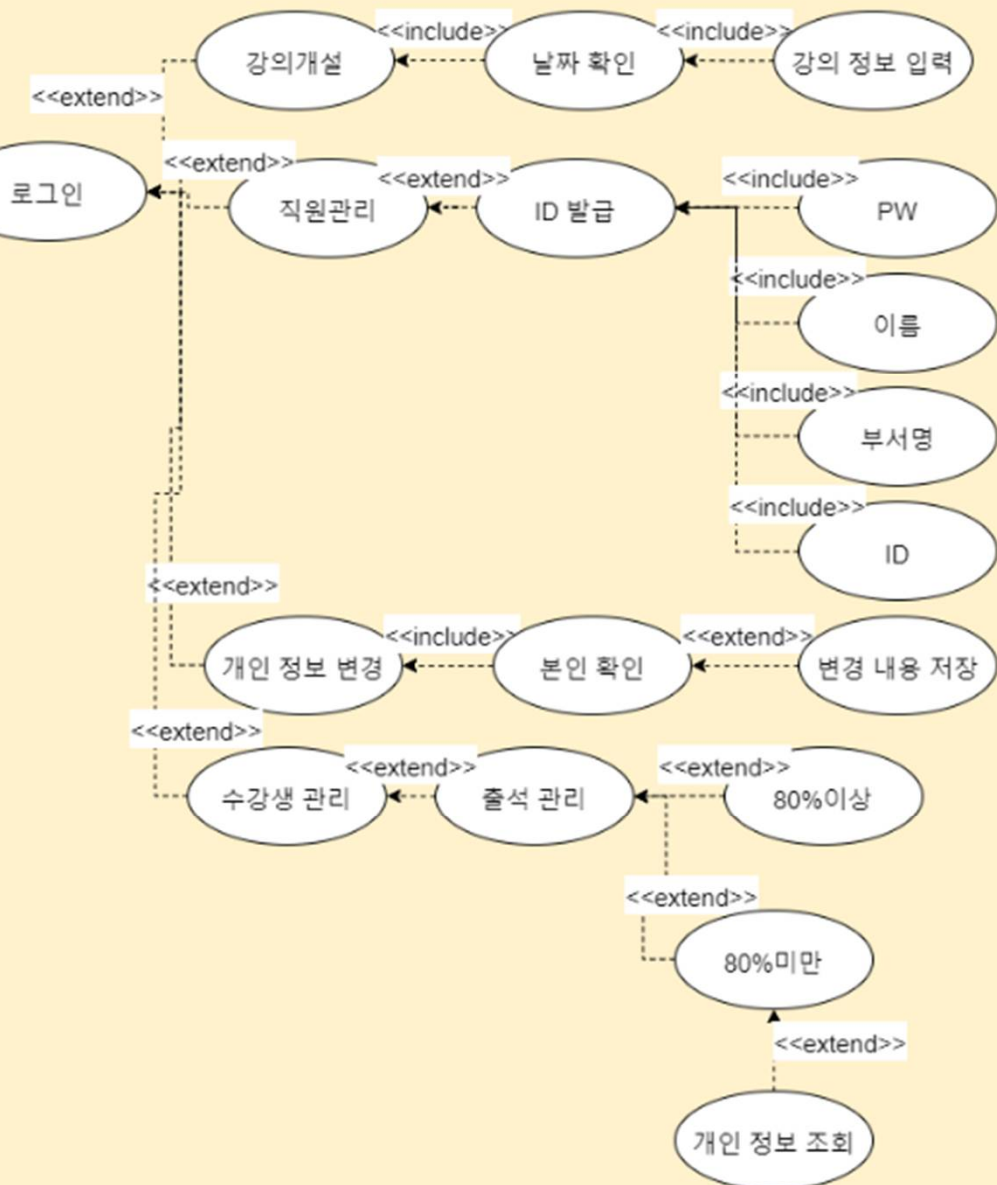 <<include>>
<<include>>
강의개설
날짜 확인
강의 정보 입력
<<extend>>
<<extend>>
<<extend>>
<<include>>
로그인
직원관리
ID 발급
PW
<<include>>
이름
<<include>>
부서명
<<include>>
ID
<<extend>>
<<include>>
<<extend>>
개인 정보 변경
본인 확인
변경 내용 저장
<<extend>>
<<extend>>
<<extend>>
수강생 관리
출석 관리
80%이상
<<extend>>
80%미만
<<extend>>
개인 정보 조회